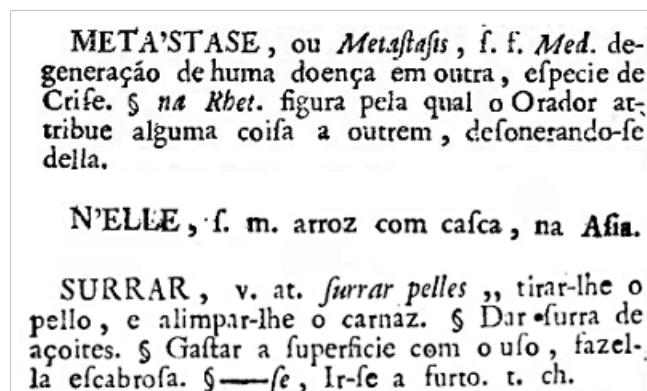 META'STASE, ou Metaſtaſis, ſ. f. Med. de-
generação de huma doença em outra, eſpecie de
Criſe. § na Rhet. figura pela qual o Orador at-
tribue alguma coiſa a outrem, deſonerando-ſe
della.
N'ELLE, ſ. m. arroz com caſca, na Aſia.
SURRAR, v. at. ſurrar pelles ,, tirar-lhe o
pello, e alimpar-lhe o carnaz. § Dar ſurra de
açoites. § Gaſtar a ſuperficie com o uſo, fazel-
la eſcabroſa. §——ſe, Ir-ſe a furto. t. ch.